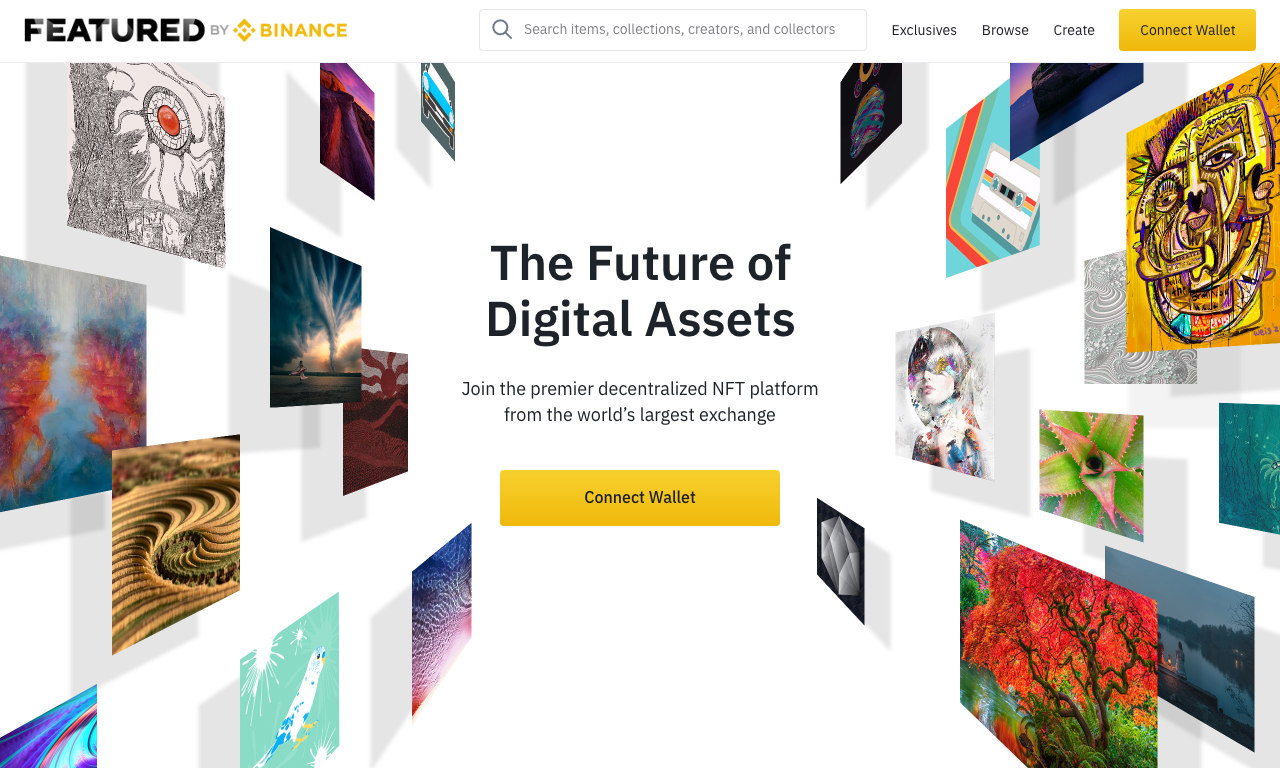 FEATURED BY BINANCE
Search items, collections, creators, and collectors
Exclusives
Browse
Create
Connect Wallet
The Future of
Digital Assets
Join the premier decentralized NFT platform
from the world’s largest exchange
Connect Wallet